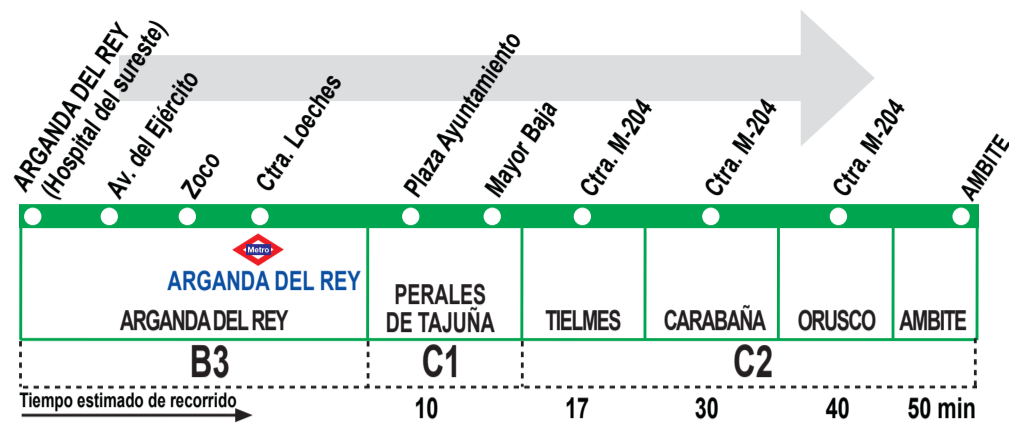 ARGANDA DEL REY
(Hospital del sureste)
Av. del Ejército
Zoco
Ctra. Loeches
Plaza Ayuntamiento
Mayor Baja
Ctra. M-204
Ctra. M-204
Ctra. M-204
AMBITE
Metro
ARGANDA DEL REY
ARGANDA DEL REY
PERALES
DE TAJUÑA
TIELMES
CARABAÑA
ORUSCO
AMBITE
B3
C1
C2
Tiempo estimado de recorrido
10
17
30
40
50 min